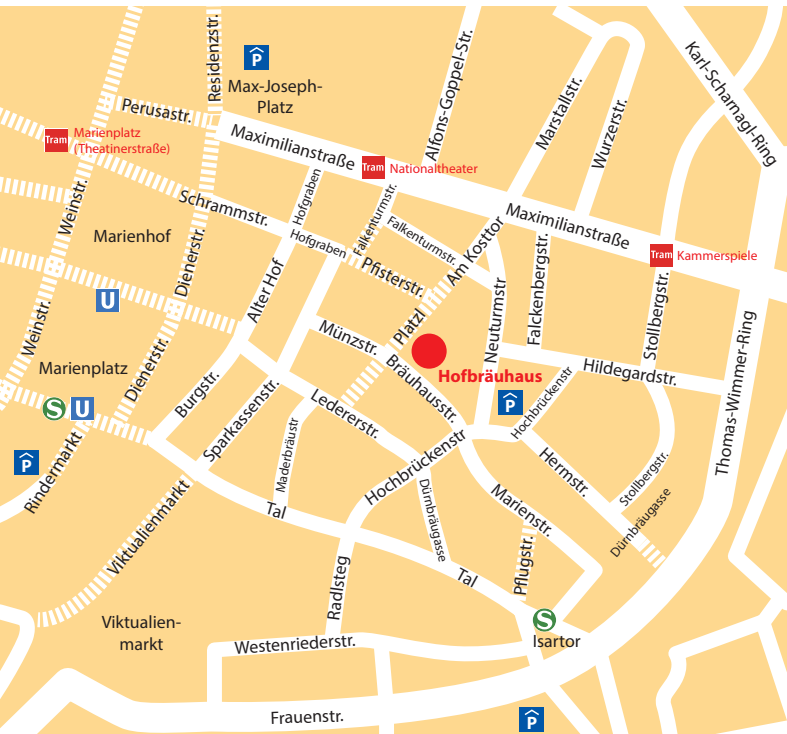 Residenzstr.
P
Max-Joseph-
Platz
Alfons-Goppel-Str.
Marstallstr.
Wurzerstr.
Karl-Scharnagl-Ring
Perusastr.
Tram
Marienplatz
(Theatinerstraße)
Maximilianstraße
Tram
Nationaltheater
Weinstr.
Schrammstr.
Hofgraben
Falkenturmstr.
Falkenturmstr.
Am Kosttor
Maximilianstraße
Tram
Kammerspiele
Marienhof
Dienerstr.
Hofgraben
Pfisterstr.
Alter Hof
Neuturmstr
Falckenbergstr.
Stollbergstr.
U
Weinstr.
Münzstr.
Platzl
Hofbräuhaus
Marienplatz
Dienerstr.
Burgstr.
Sparkassenstr.
Bräuhausstr.
Hildegardstr.
Thomas-Wimmer-Ring
S
U
P
Hochbrückenstr
Ledererstr.
Maderbräustr
P
Rindermarkt
Hochbrückenstr
Hermstr.
Stollbergstr.
Viktualienmarkt
Tal
Dürnbräugasse
Marienstr.
Dürnbräugasse
Radlsteg
Tal
Pflugstr.
Viktualien-
markt
Westenriederstr.
S
Isartor
Frauenstr.
P